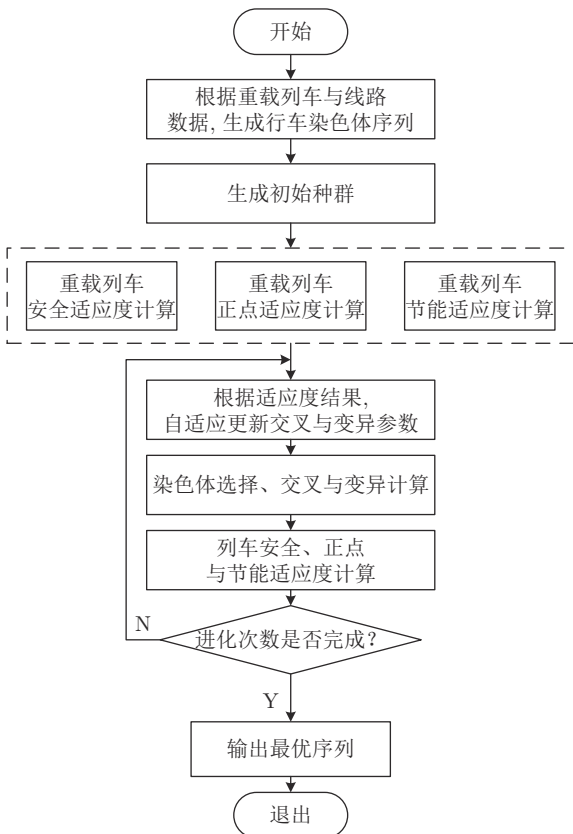 开始
根据重载列车与线路
数据, 生成行车染色体序列
生成初始种群
重载列车
安全适应度计算
重载列车
正点适应度计算
重载列车
节能适应度计算
根据适应度结果,
自适应更新交叉与变异参数
染色体选择、交叉与变异计算
列车安全、正点
与节能适应度计算
N
进化次数是否完成?
Y
输出最优序列
退出